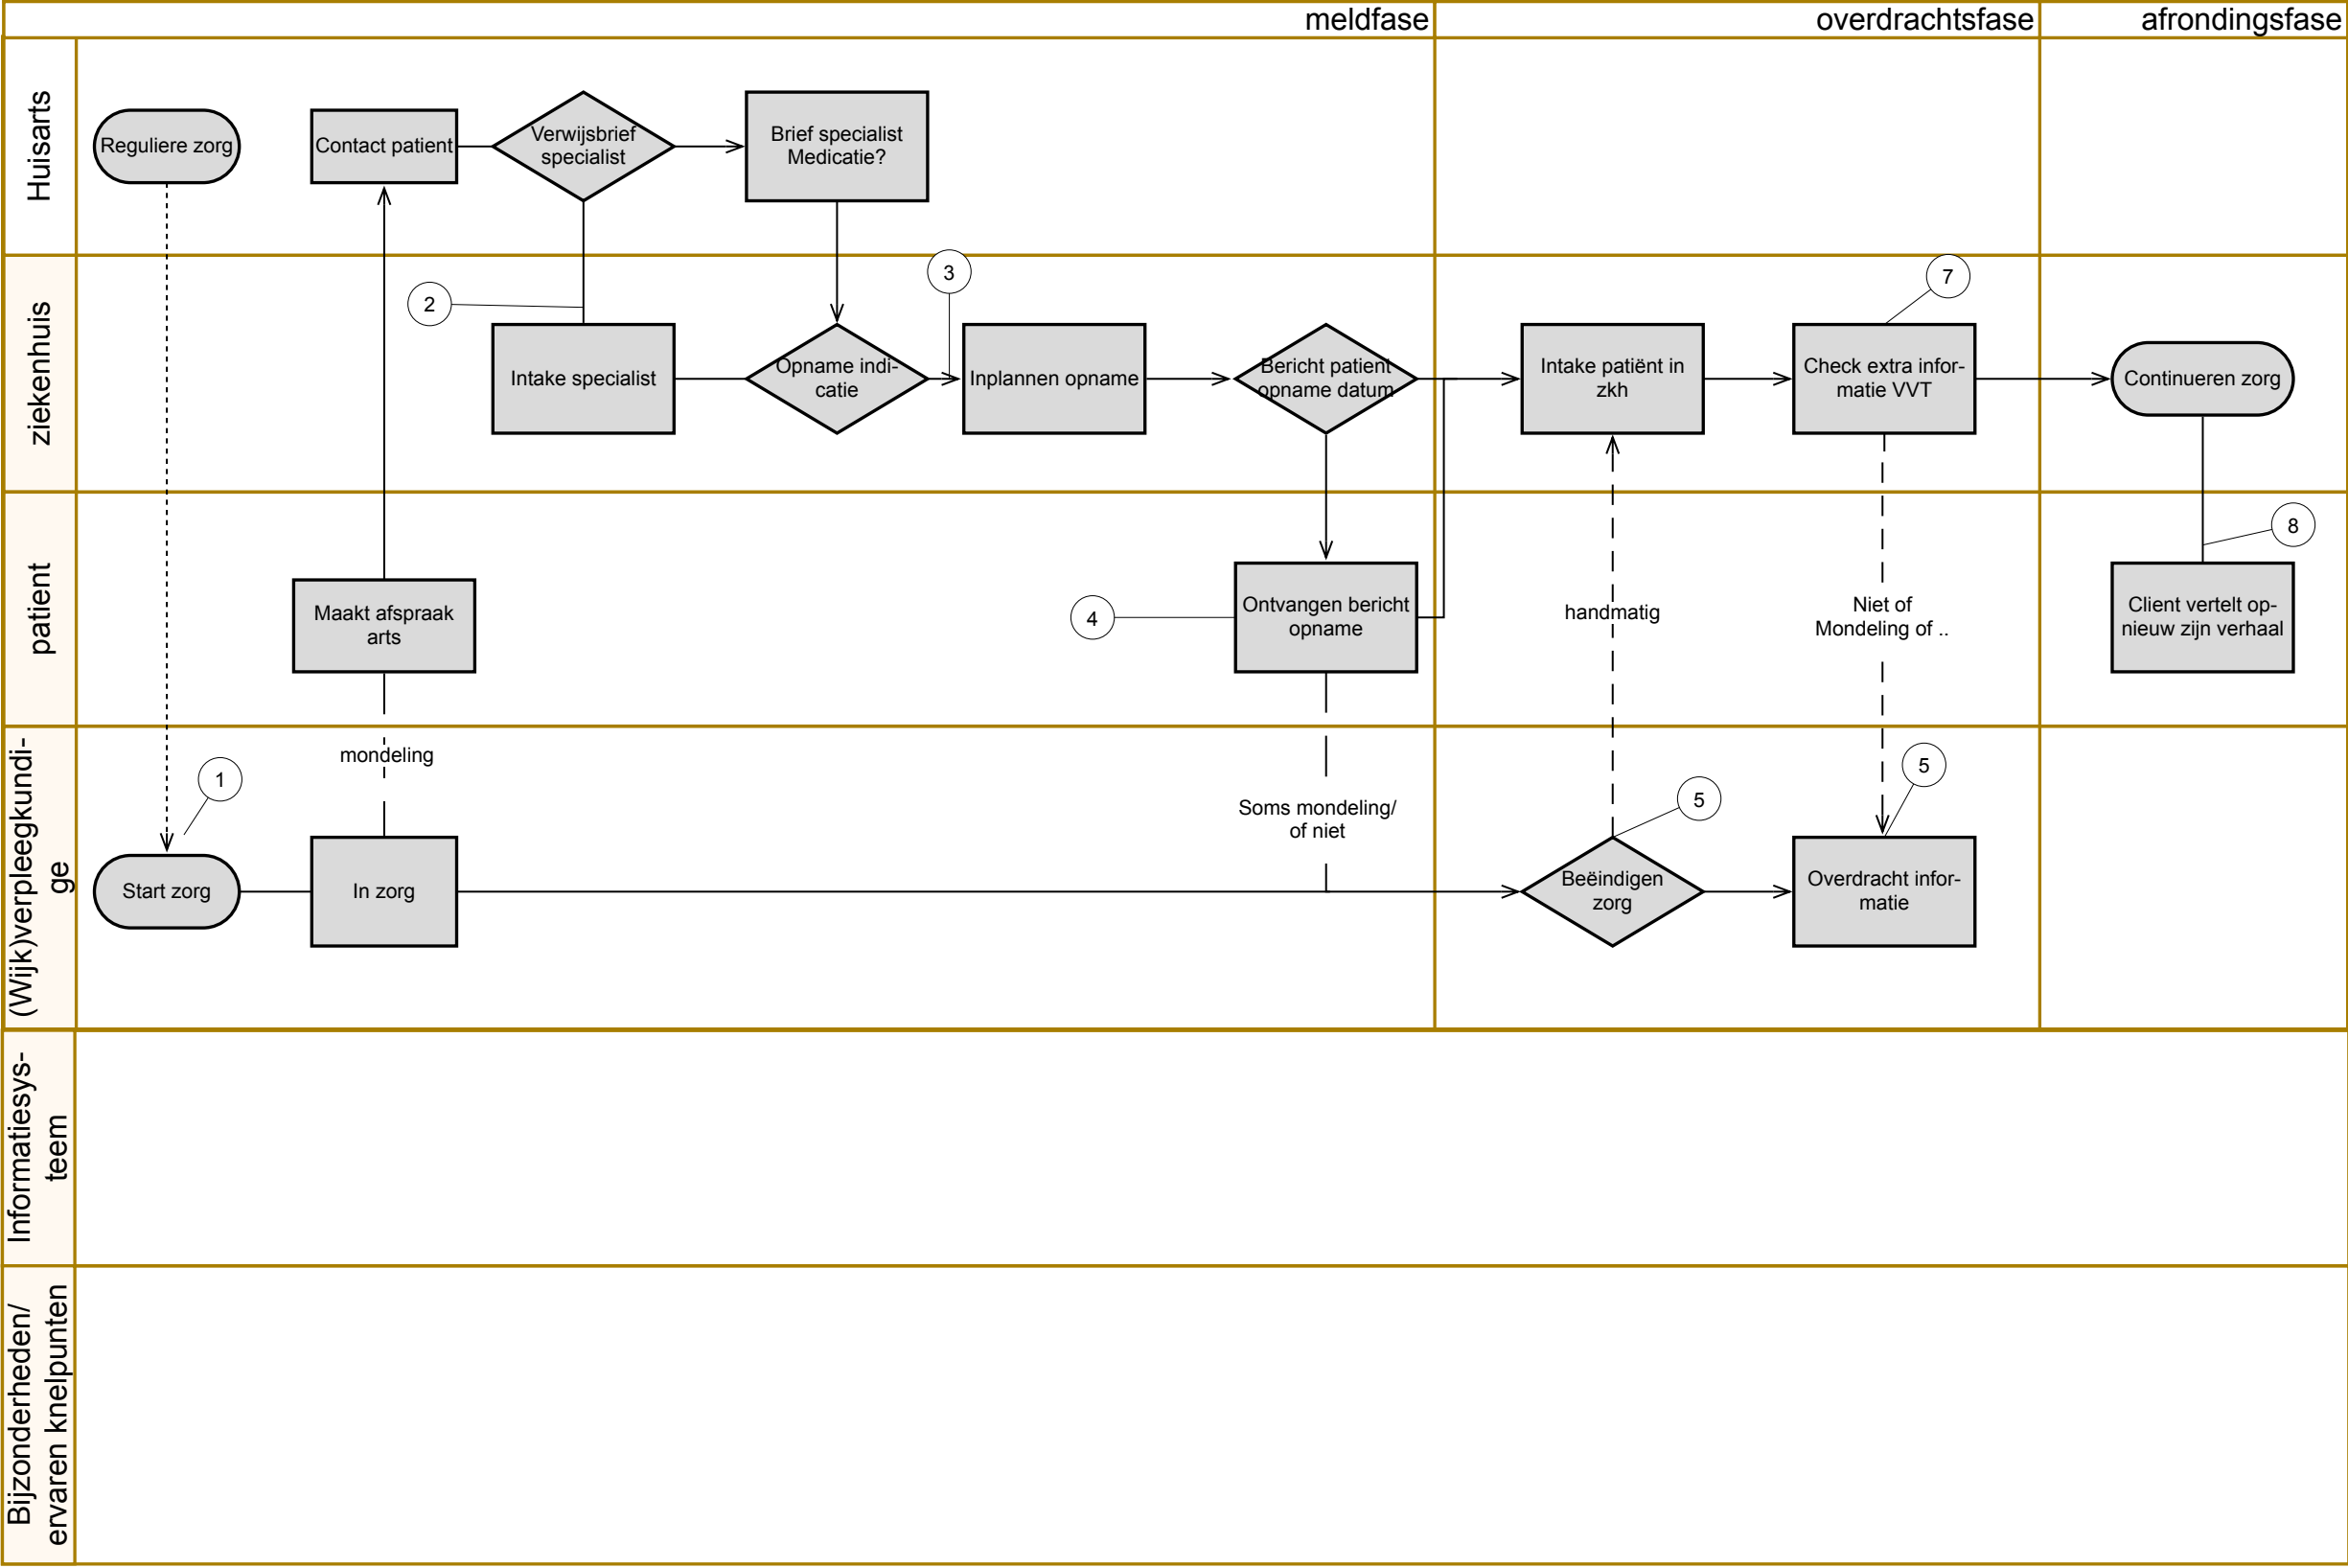 meldfase
overdrachtsfase
afrondingsfase
Huisarts
Reguliere zorg
Contact patient
Verwijsbrief
specialist
Brief specialist
Medicatie?
ziekenhuis
2
3
7
Intake specialist
Opname indi-
catie
Inplannen opname
Bericht patient
opname datum
Intake patiënt in
zkh
Check extra infor-
matie VVT
Continueren zorg
patient
Maakt afspraak
arts
4
Ontvangen bericht
opname
handmatig
Niet of
Mondeling of ..
8
Client vertelt op-
nieuw zijn verhaal
(Wijk)verpleegkundi-
ge
1
mondeling
Soms mondeling/
of niet
5
5
Start zorg
In zorg
Beëindigen
zorg
Overdracht infor-
matie
Informatiesys-
teem
Bijzonderheden/
ervaren knelpunten